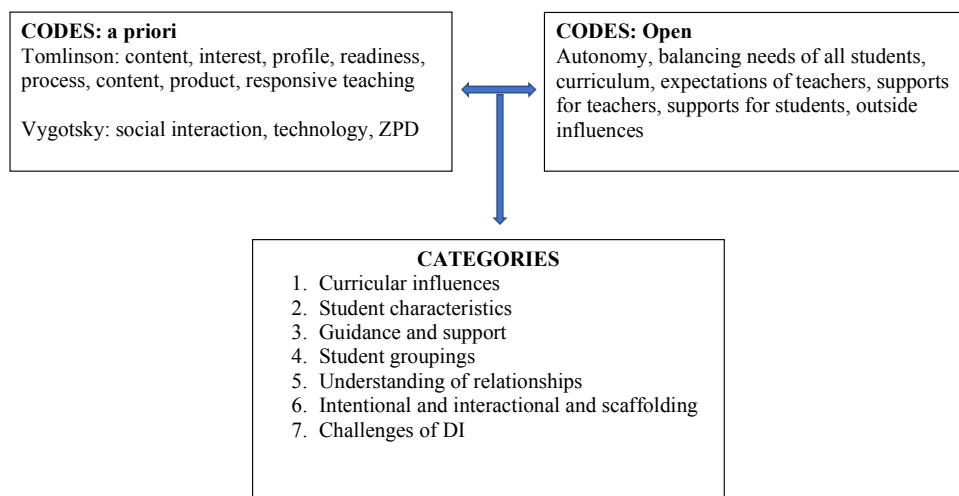 CODES: a priori
Tomlinson: content, interest, profile, readiness,
process, content, product, responsive teaching
Vygotsky: social interaction, technology, ZPD
CODES: Open
Autonomy, balancing needs of all students,
curriculum, expectations of teachers, supports
for teachers, supports for students, outside
influences
CATEGORIES
1. Curricular influences
2. Student characteristics
3. Guidance and support
4. Student groupings
5. Understanding of relationships
6. Intentional and interactional and scaffolding
7. Challenges of DI